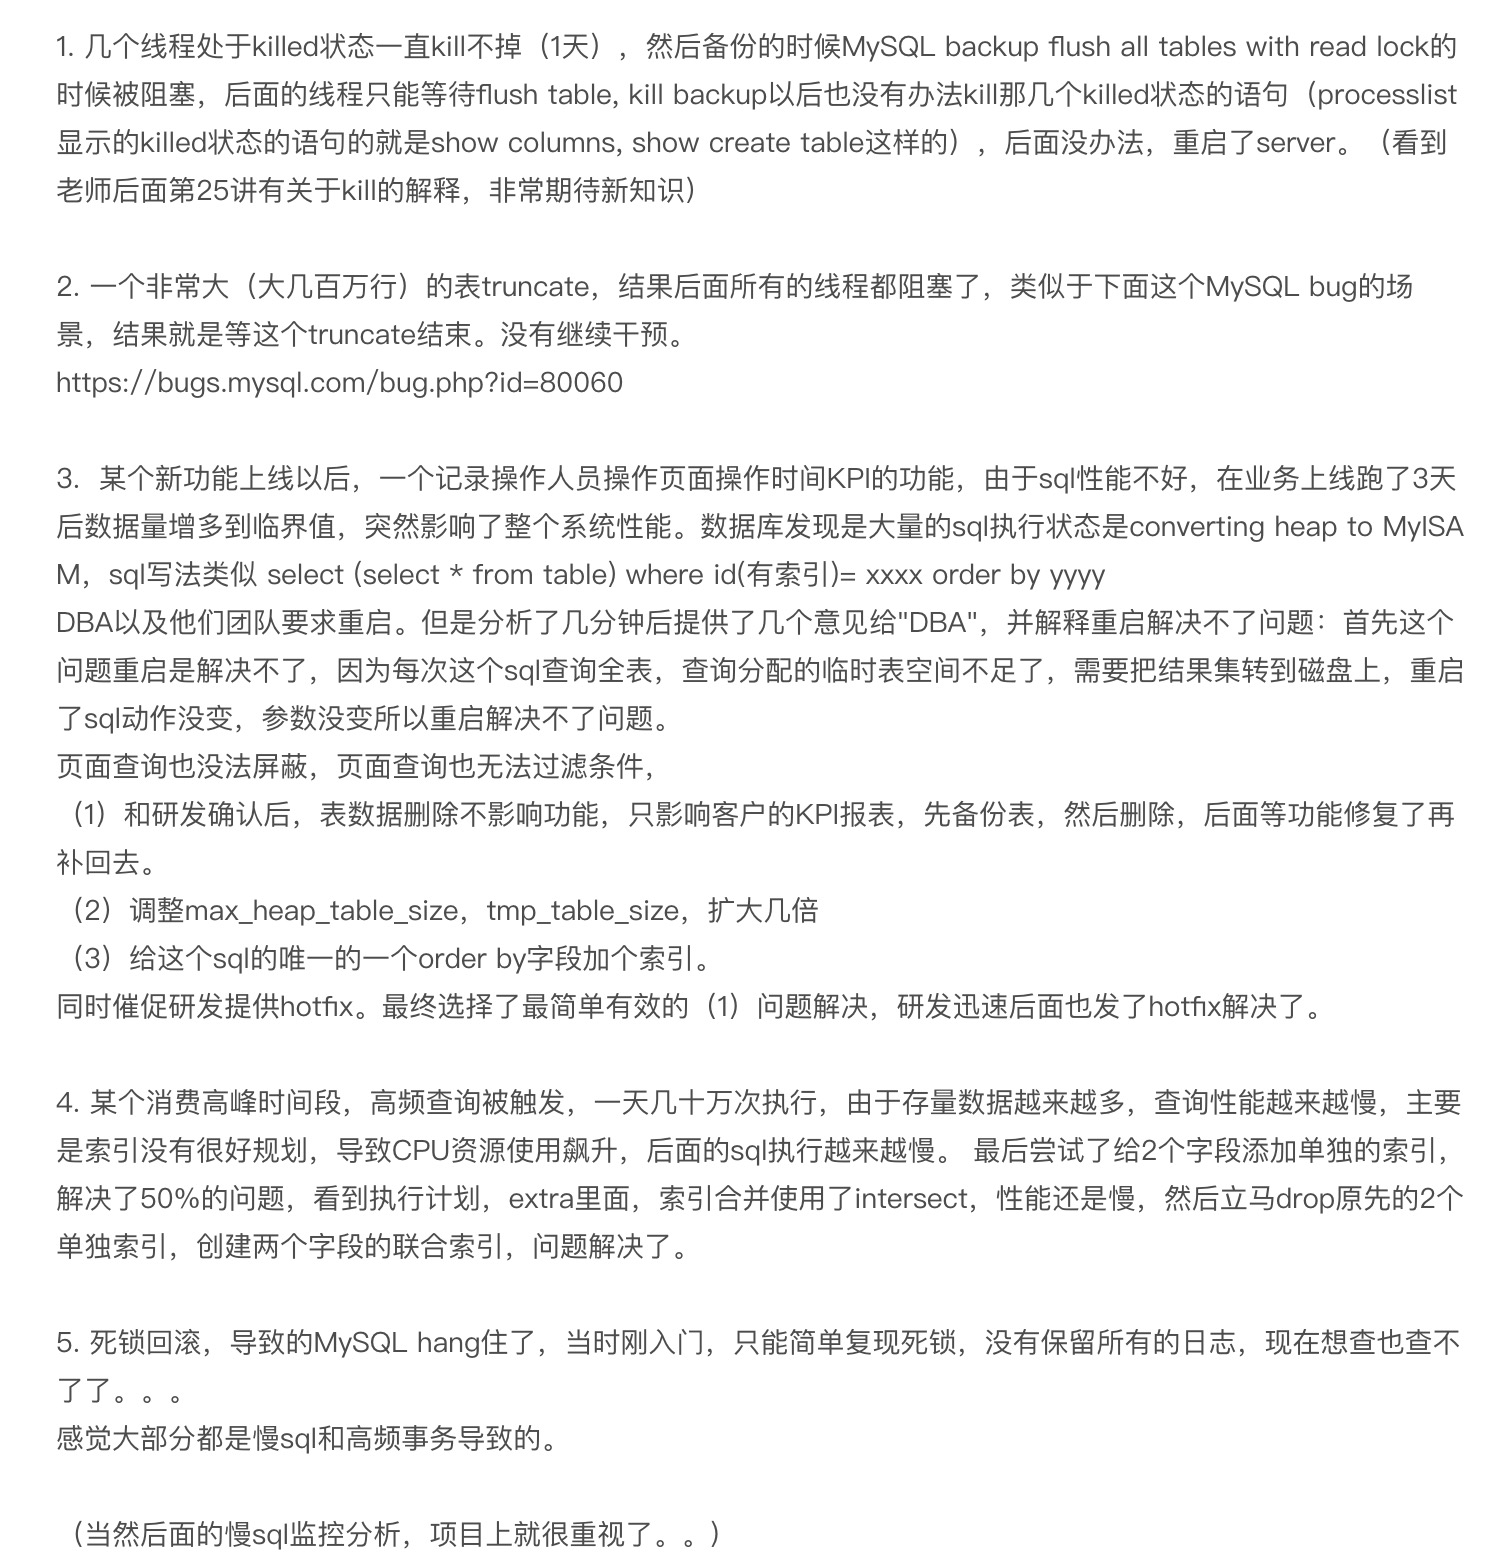 1. 几个线程处于killed状态一直kill不掉（1天），然后备份的时候MySQL backup flush all tables with read lock的
时候被阻塞，后面的线程只能等待flush table, kill backup以后也没有办法kill那几个killed状态的语句（processlist
显示的killed状态的语句的就是show columns, show create table这样的），后面没办法，重启了server。（看到
老师后面第25讲有关于kill的解释，非常期待新知识）
2. 一个非常大（大几百万行）的表truncate，结果后面所有的线程都阻塞了，类似于下面这个MySQL bug的场
景，结果就是等这个truncate结束。没有继续干预。
https://bugs.mysql.com/bug.php?id=80060
3. 某个新功能上线以后，一个记录操作人员操作页面操作时间KPI的功能，由于sql性能不好，在业务上线跑了3天
后数据量增多到临界值，突然影响了整个系统性能。数据库发现是大量的sql执行状态是converting heap to MyISA
M，sql写法类似 select (select * from table) where id(有索引)= xxxx order by yyyy
DBA以及他们团队要求重启。但是分析了几分钟后提供了几个意见给"DBA"，并解释重启解决不了问题：首先这个
问题重启是解决不了，因为每次这个sql查询全表，查询分配的临时表空间不足了，需要把结果集转到磁盘上，重启
了sql动作没变，参数没变所以重启解决不了问题。
页面查询也没法屏蔽，页面查询也无法过滤条件，
（1）和研发确认后，表数据删除不影响功能，只影响客户的KPI报表，先备份表，然后删除，后面等功能修复了再
补回去。
（2）调整max_heap_table_size，tmp_table_size，扩大几倍
（3）给这个sql的唯一的一个order by字段加个索引。
同时催促研发提供hotfix。最终选择了最简单有效的（1）问题解决，研发迅速后面也发了hotfix解决了。
4. 某个消费高峰时间段，高频查询被触发，一天几十万次执行，由于存量数据越来越多，查询性能越来越慢，主要
是索引没有很好规划，导致CPU资源使用飙升，后面的sql执行越来越慢。 最后尝试了给2个字段添加单独的索引，
解决了50%的问题，看到执行计划，extra里面，索引合并使用了intersect，性能还是慢，然后立马drop原先的2个
单独索引，创建两个字段的联合索引，问题解决了。
5. 死锁回滚，导致的MySQL hang住了，当时刚入门，只能简单复现死锁，没有保留所有的日志，现在想查也查不
了了。。。
感觉大部分都是慢sql和高频事务导致的。
（当然后面的慢sql监控分析，项目上就很重视了。。）